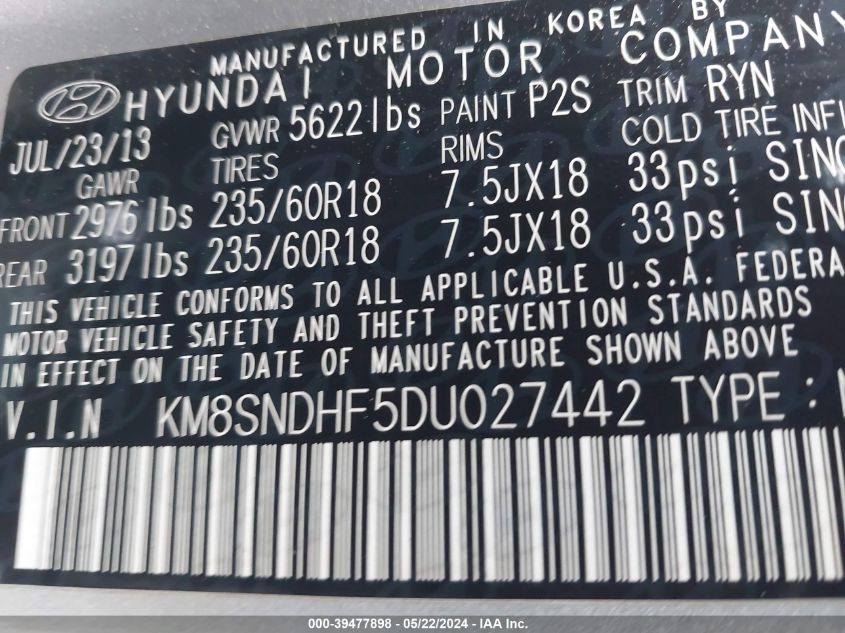 MANUFACTURED IN KOREA BY
HYUNDAI MOTOR COMPANY
JUL/23/13 GVWR 5622lbs PAINT P2S TRIM RYN
GAWR TIRES RIMS COLD TIRE INFL
FRONT 2976lbs 235/60R18 7.5JX18 33psi SING
REAR 3197lbs 235/60R18 7.5JX18 33psi SING
THIS VEHICLE CONFORMS TO ALL APPLICABLE U.S.A. FEDERA
MOTOR VEHICLE SAFETY AND THEFT PREVENTION STANDARDS
IN EFFECT ON THE DATE OF MANUFACTURE SHOWN ABOVE
V.I.N KM8SNDHF5DU027442 TYPE:
000-39477898 - 05/22/2024 - IAA Inc.